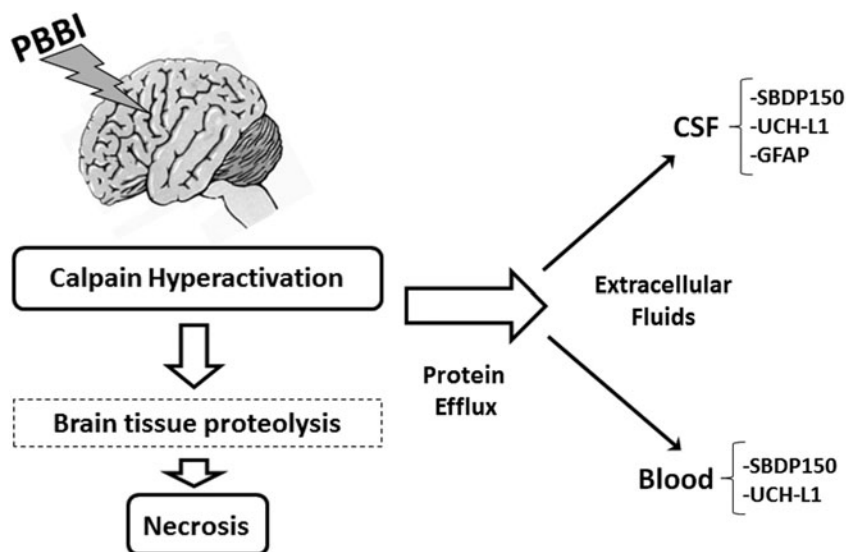 PBBI
Calpain Hyperactivation
Brain tissue proteolysis
Necrosis
Protein
Efflux
Extracellular
Fluids
CSF
-SBDP150
-UCH-L1
-GFAP
Blood
-SBDP150
-UCH-L1